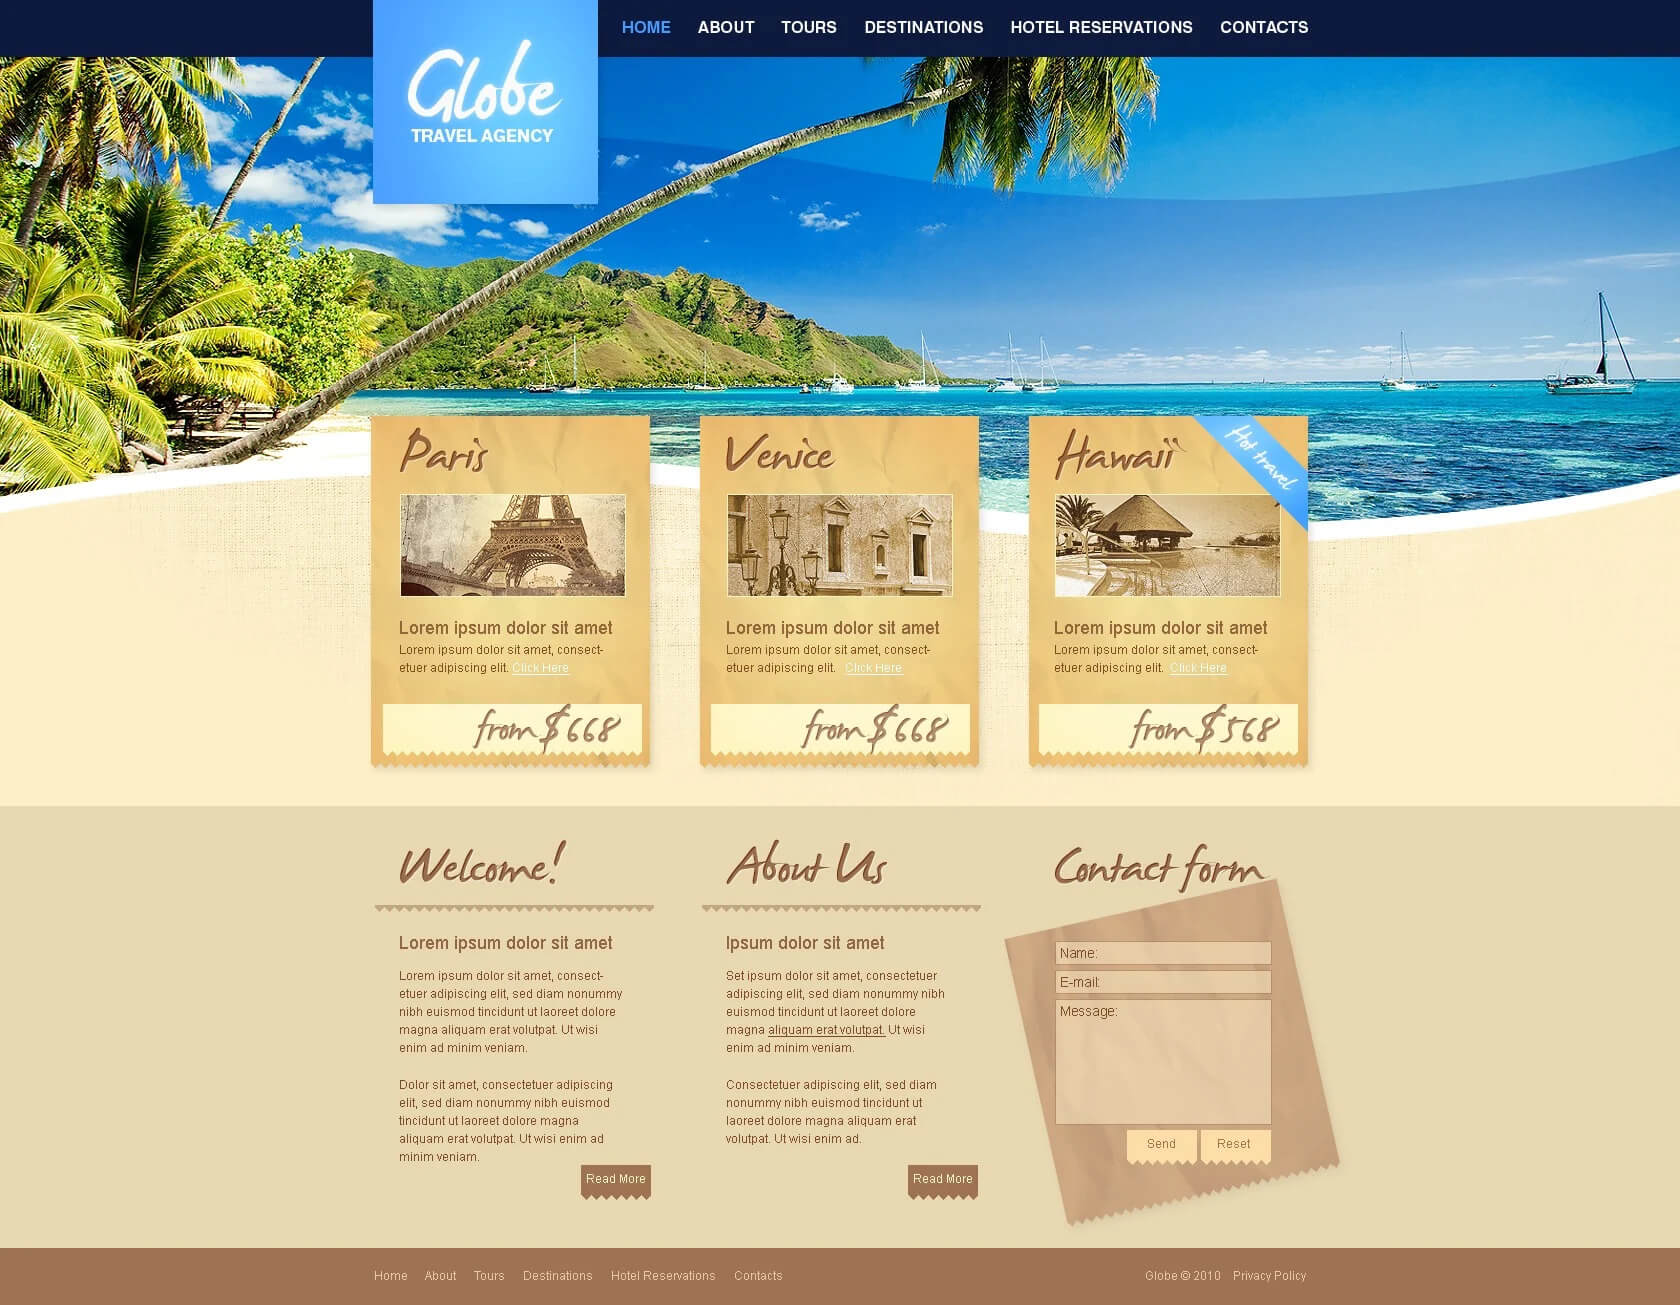 Globe
TRAVEL AGENCY
HOME ABOUT TOURS DESTINATIONS HOTEL RESERVATIONS CONTACTS
Paris
Lorem ipsum dolor sit amet
Lorem ipsum dolor sit amet, consect-
etuer adipiscing elit. Click Here
from $ 668
Venice
Lorem ipsum dolor sit amet
Lorem ipsum dolor sit amet, consect-
etuer adipiscing elit. Click Here
from $ 668
Hawaii
Hot travel
Lorem ipsum dolor sit amet
Lorem ipsum dolor sit amet, consect-
etuer adipiscing elit. Click Here
from $ 568
Welcome!
Lorem ipsum dolor sit amet
Lorem ipsum dolor sit amet, consect-
etuer adipiscing elit, sed diam nonummy
nibh euismod tincidunt ut laoreet dolore
magna aliquam erat volutpat. Ut wisi
enim ad minim veniam.
Dolor sit amet, consectetuer adipiscing
elit, sed diam nonummy nibh euismod
tincidunt ut laoreet dolore magna
aliquam erat volutpat. Ut wisi enim ad
minim veniam.
Read More
About Us
Ipsum dolor sit amet
Set ipsum dolor sit amet, consectetuer
adipiscing elit, sed diam nonummy nibh
euismod tincidunt ut laoreet dolore
magna aliquam erat volutpat. Ut wisi
enim ad minim veniam.
Consectetuer adipiscing elit, sed diam
nonummy nibh euismod tincidunt ut
laoreet dolore magna aliquam erat
volutpat. Ut wisi enim ad.
Read More
Contact form
Name:
E-mail:
Message:
Send Reset
Home About Tours Destinations Hotel Reservations Contacts
Globe © 2010 Privacy Policy